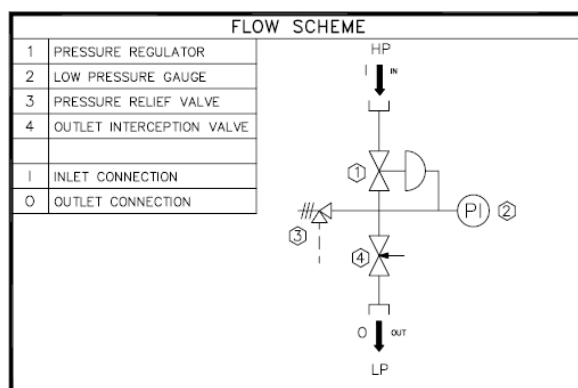 FLOW SCHEME
1 PRESSURE REGULATOR
2 LOW PRESSURE GAUGE
3 PRESSURE RELIEF VALVE
4 OUTLET INTERCEPTION VALVE
I INLET CONNECTION
O OUTLET CONNECTION
HP
I IN
1
PI 2
3
4
O OUT
LP